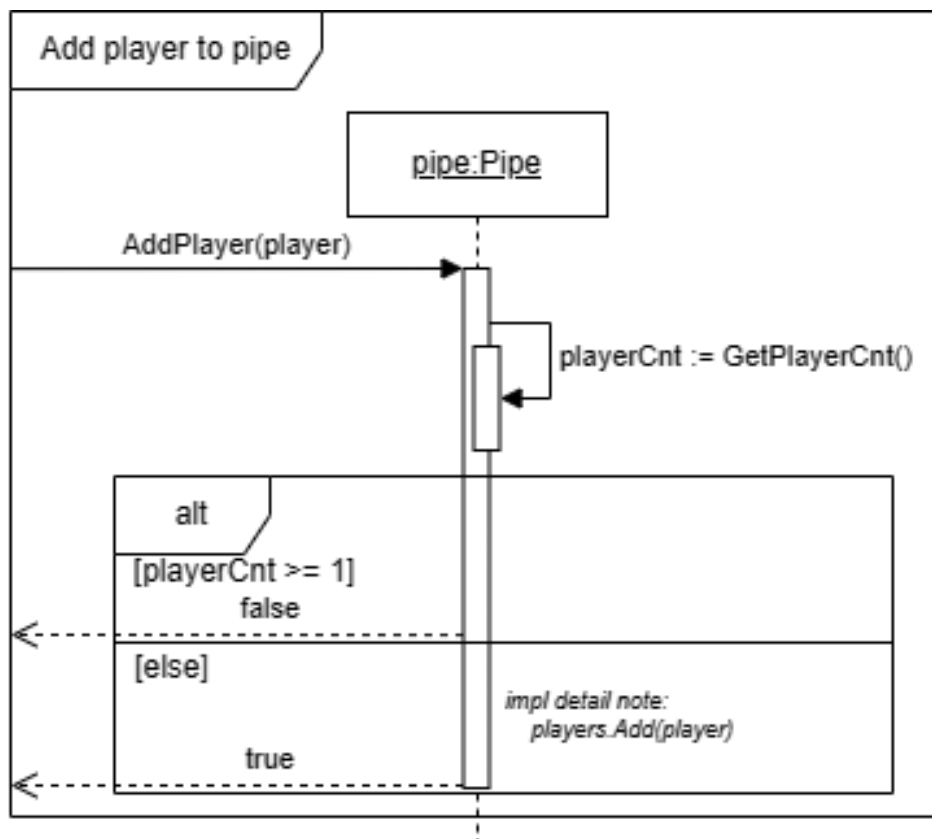 Add player to pipe
pipe:Pipe
AddPlayer(player)
playerCnt := GetPlayerCnt()
alt
[playerCnt >= 1]
false
[else]
impl detail note:
players.Add(player)
true